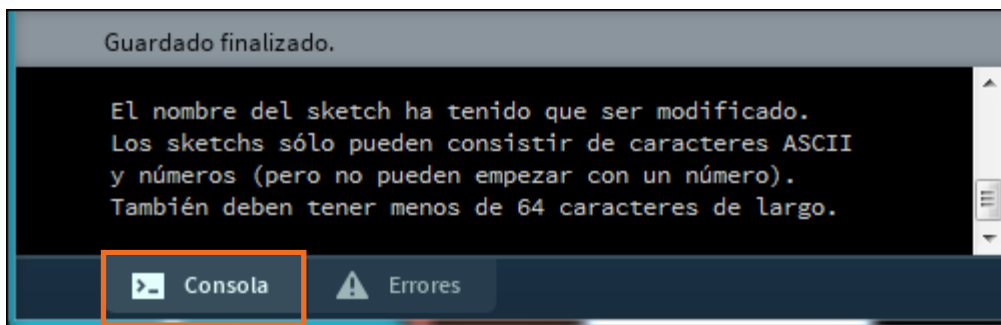 Guardado finalizado.
El nombre del sketch ha tenido que ser modificado.
Los sketchs sólo pueden consistir de caracteres ASCII
y números (pero no pueden empezar con un número).
También deben tener menos de 64 caracteres de largo.
Consola Errores